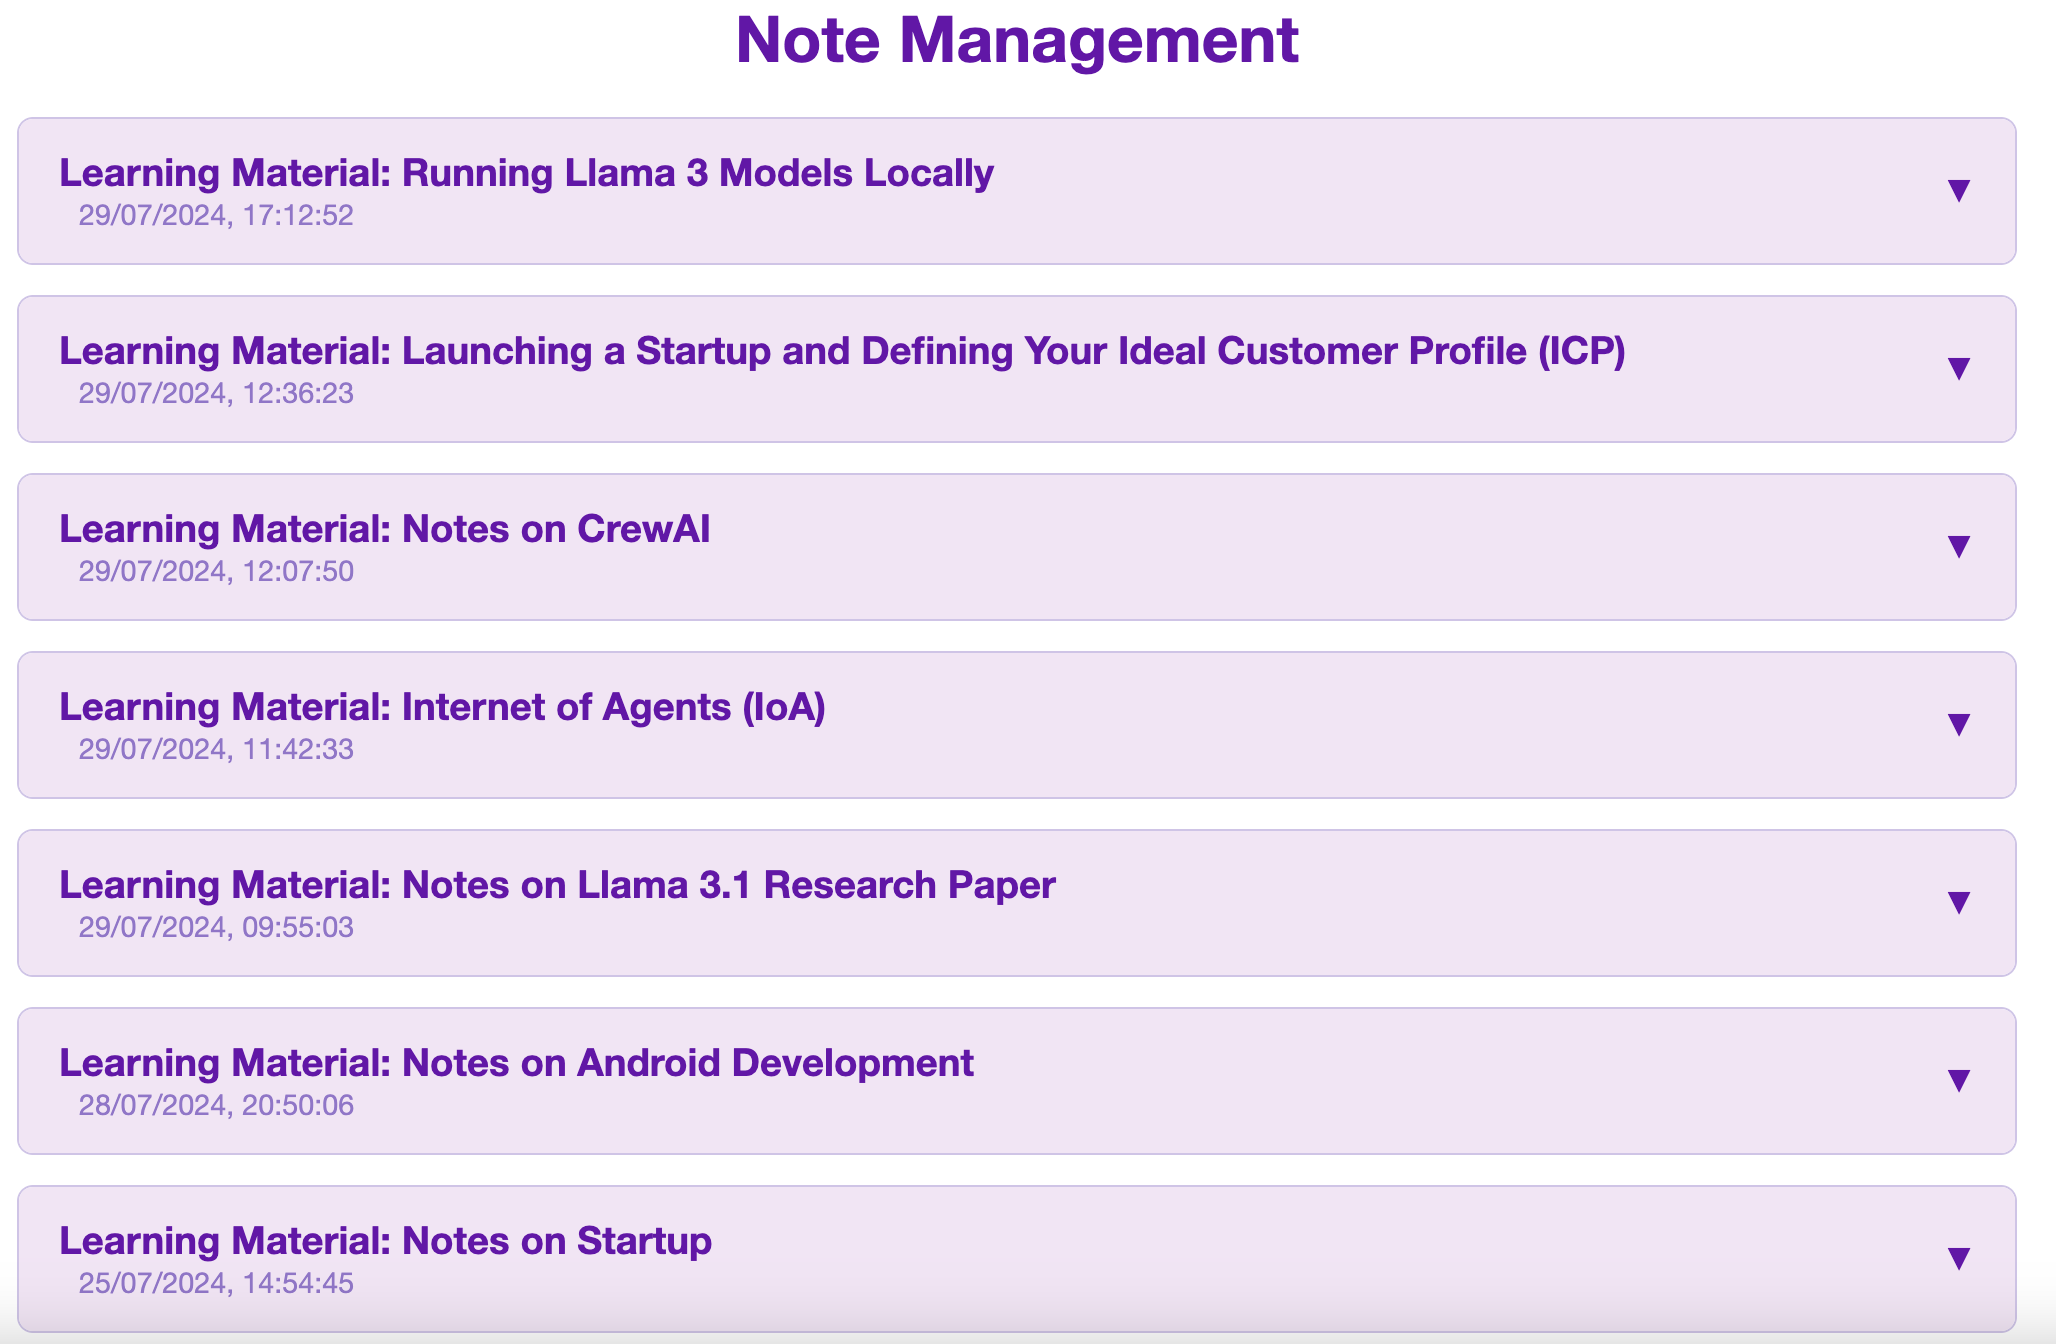 Note Management
Learning Material: Running Llama 3 Models Locally
29/07/2024, 17:12:52
Learning Material: Launching a Startup and Defining Your Ideal Customer Profile (ICP)
29/07/2024, 12:36:23
Learning Material: Notes on CrewAI
29/07/2024, 12:07:50
Learning Material: Internet of Agents (IoA)
29/07/2024, 11:42:33
Learning Material: Notes on Llama 3.1 Research Paper
29/07/2024, 09:55:03
Learning Material: Notes on Android Development
28/07/2024, 20:50:06
Learning Material: Notes on Startup
25/07/2024, 14:54:45